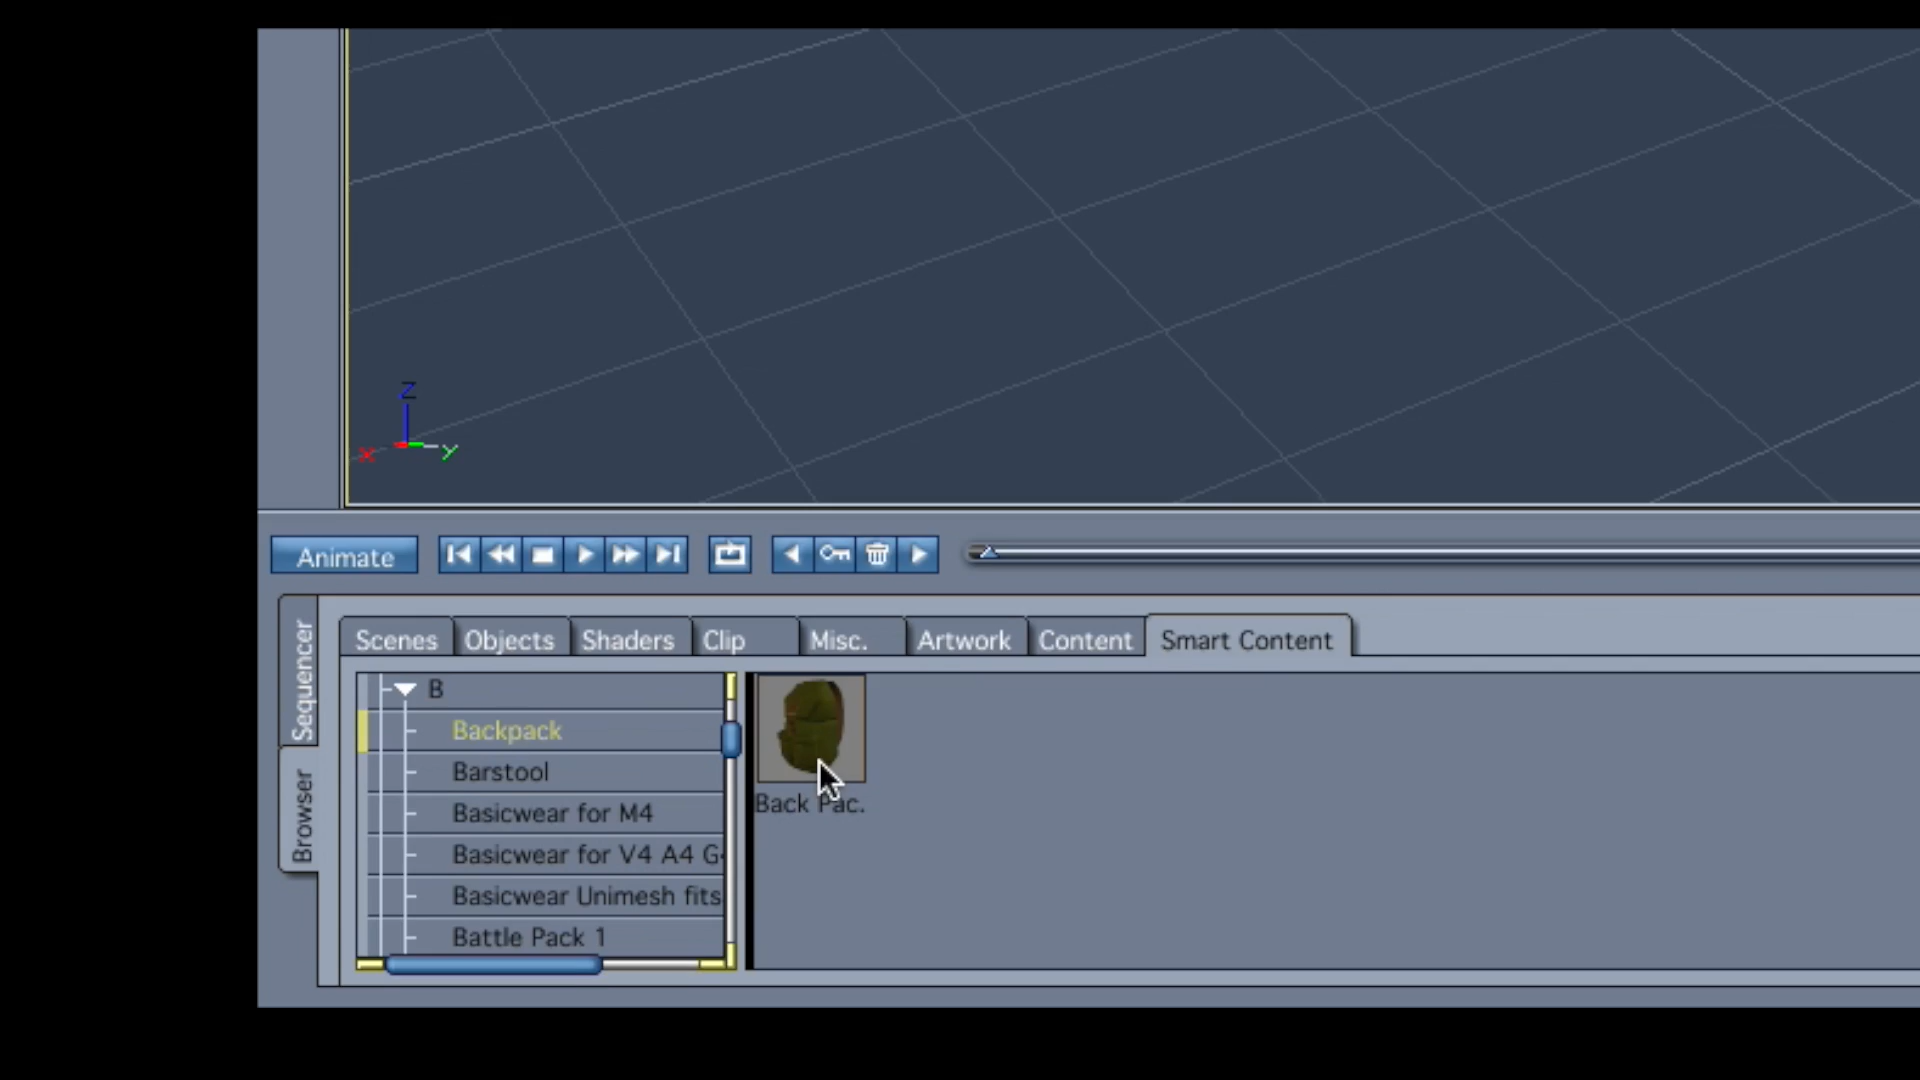 Z
X
Y
Animate
Sequencer
Browser
Scenes
Objects
Shaders
Clip
Misc.
Artwork
Content
Smart Content
B
Backpack
Barstool
Basicwear for M4
Basicwear for V4 A4 G
Basicwear Unimesh fits
Battle Pack 1
Back Pac.